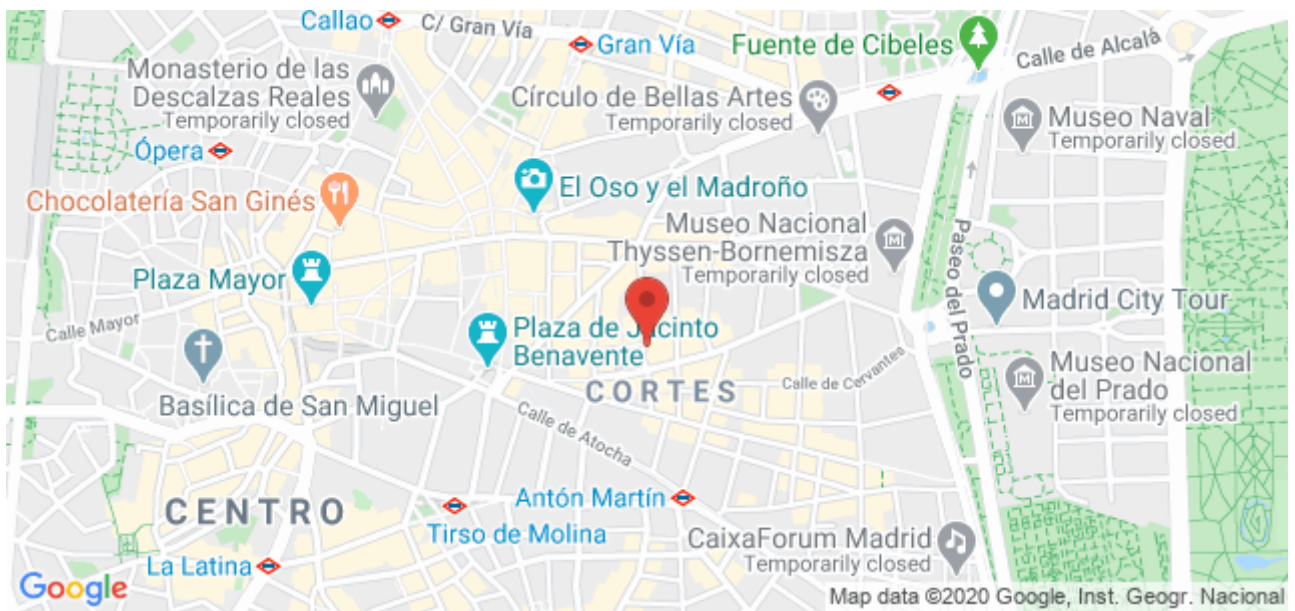 Callao
C/ Gran Vía
Gran Vía
Fuente de Cibeles
Calle de Alcalá
Monasterio de las
Descalzas Reales
Temporarily closed
Círculo de Bellas Artes
Temporarily closed
Museo Naval
Temporarily closed
Ópera
Chocolatería San Ginés
El Oso y el Madroño
Museo Nacional
Thyssen-Bornemisza
Temporarily closed
Paseo del Prado
Plaza Mayor
Madrid City Tour
Calle Mayor
Plaza de Jacinto
Benavente
Basílica de San Miguel
CORTES
Calle de Cervantes
Museo Nacional
del Prado
Temporarily closed
Calle de Atocha
CENTRO
Antón Martín
Tirso de Molina
La Latina
CaixaForum Madrid
Temporarily closed
Google
Map data ©2020 Google, Inst. Geogr. Nacional